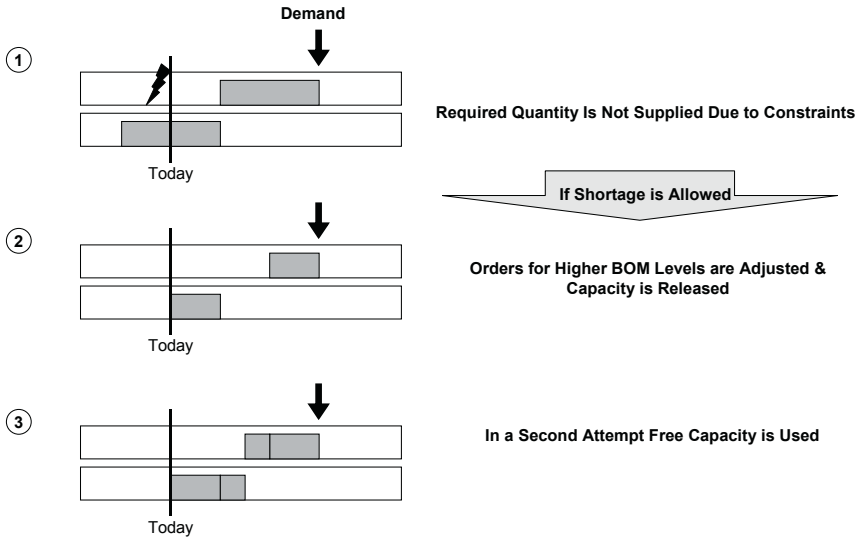 Demand
1
Required Quantity Is Not Supplied Due to Constraints
Today
If Shortage is Allowed
2
Orders for Higher BOM Levels are Adjusted &
Capacity is Released
Today
3
In a Second Attempt Free Capacity is Used
Today